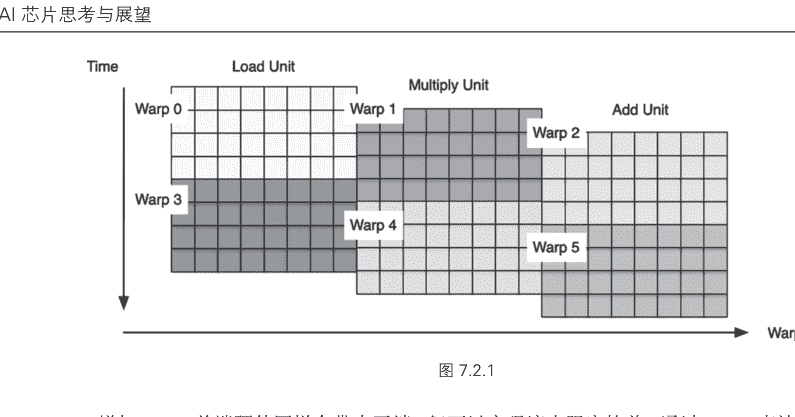 AI 芯片思考与展望
Time
Load Unit
Multiply Unit
Add Unit
Warp 0
Warp 1
Warp 2
Warp 3
Warp 4
Warp 5
Warp
图 7.2.1